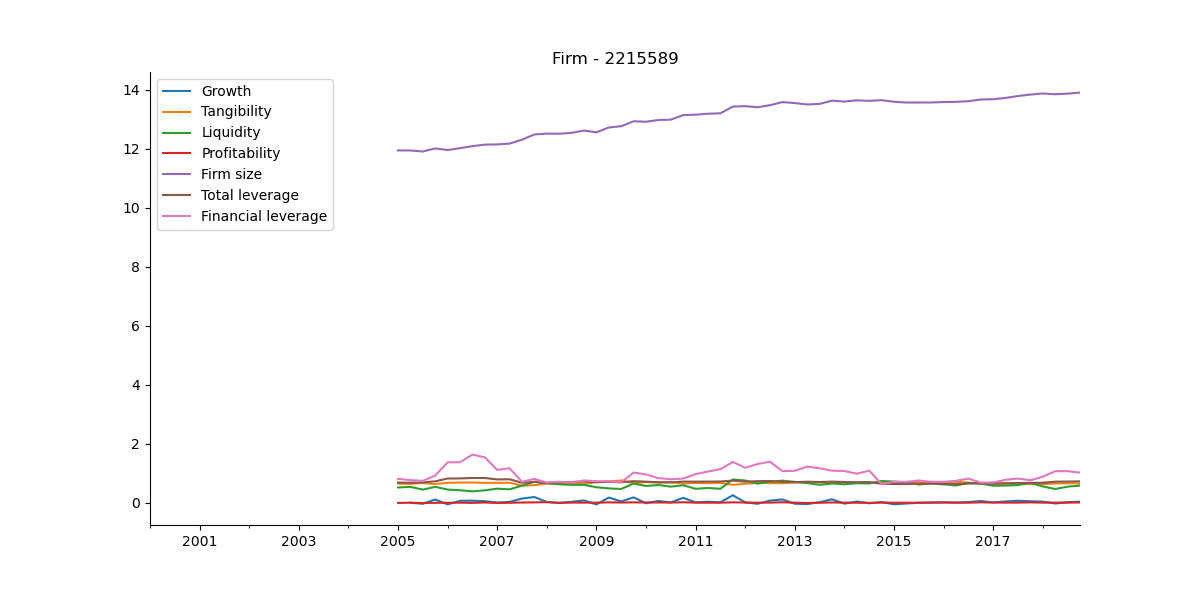 Firm - 2215589
14
12
10
8
6
4
2
0
Growth
Tangibility
Liquidity
Profitability
Firm size
Total leverage
Financial leverage
2001 2003 2005 2007 2009 2011 2013 2015 2017